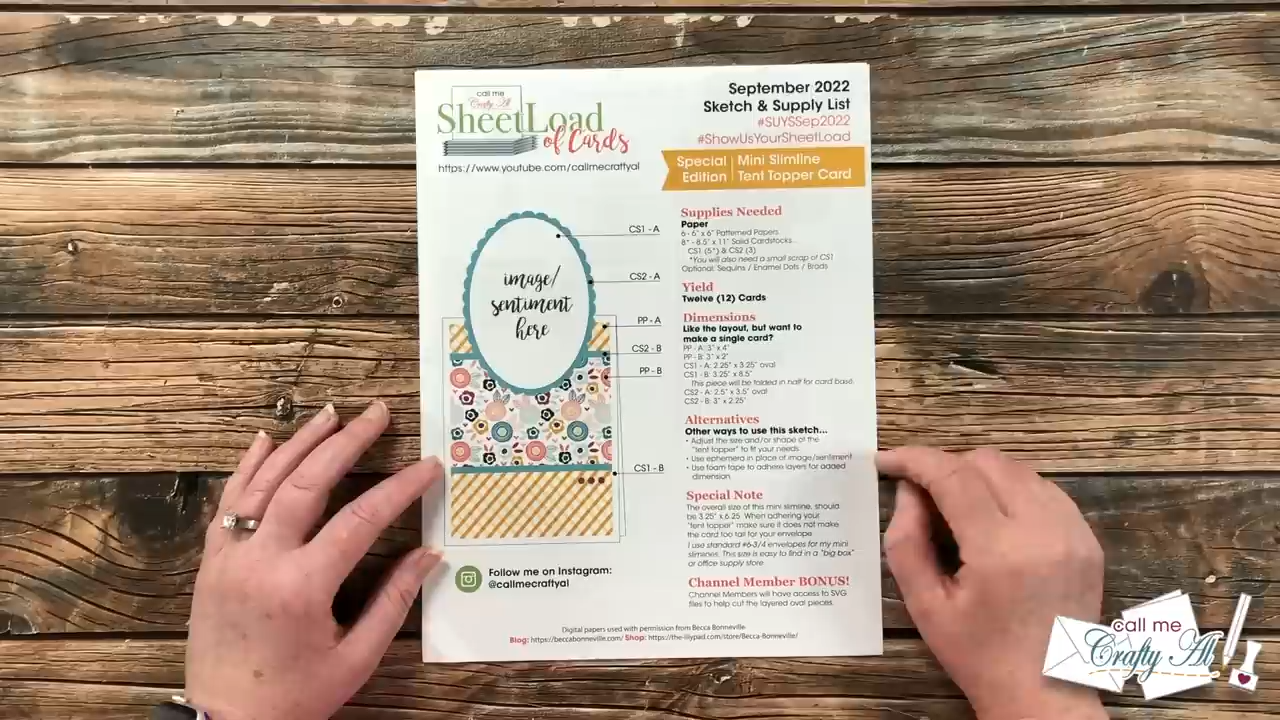 call me
Crafty Al
SheetLoad
of Cards
https://www.youtube.com/callmecraftyal
September 2022
Sketch & Supply List
#SUYSSep2022
#ShowUsYourSheetLoad
Special Edition | Mini Slimline Tent Topper Card
image/
sentiment
here
CS1 - A
CS2 - A
PP - A
CS2 - B
PP - B
CS1 - B
Follow me on Instagram:
@callmecraftyal
Supplies Needed
Paper
6 - 6" x 6" Patterned Papers
8* - 8.5" x 11" Solid Cardstocks...
CS1 (5*) & CS2 (3)
*You will also need a small scrap of CS1
Optional: Sequins / Enamel Dots / Brads
Yield
Twelve (12) Cards
Dimensions
Like the layout, but want to
make a single card?
PP - A: 3" x 4"
PP - B: 3" x 2"
CS1 - A: 2.25" x 3.25" oval
CS1 - B: 3.25" x 8.5"
This piece will be folded in half for card base.
CS2 - A: 2.5" x 3.5" oval
CS2 - B: 3" x 2.25"
Alternatives
Other ways to use this sketch...
• Adjust the size and/or shape of the
"tent topper" to fit your needs
• Use ephemera in place of image/sentiment
• Use foam tape to adhere layers for added
dimension
Special Note
The overall size of this mini slimline, should
be 3.25" x 6.25. When adhering your
"tent topper" make sure it does not make
the card too tall for your envelope
I use standard #6-3/4 envelopes for my mini
slimlines. This size is easy to find in a "big box"
or office supply store
Channel Member BONUS!
Channel Members will have access to SVG
files to help cut the layered oval pieces.
Digital papers used with permission from Becca Bonneville
Blog: https://beccabonneville.com/ Shop: https://the-lilypad.com/store/Becca-Bonneville/
call me
Crafty Al